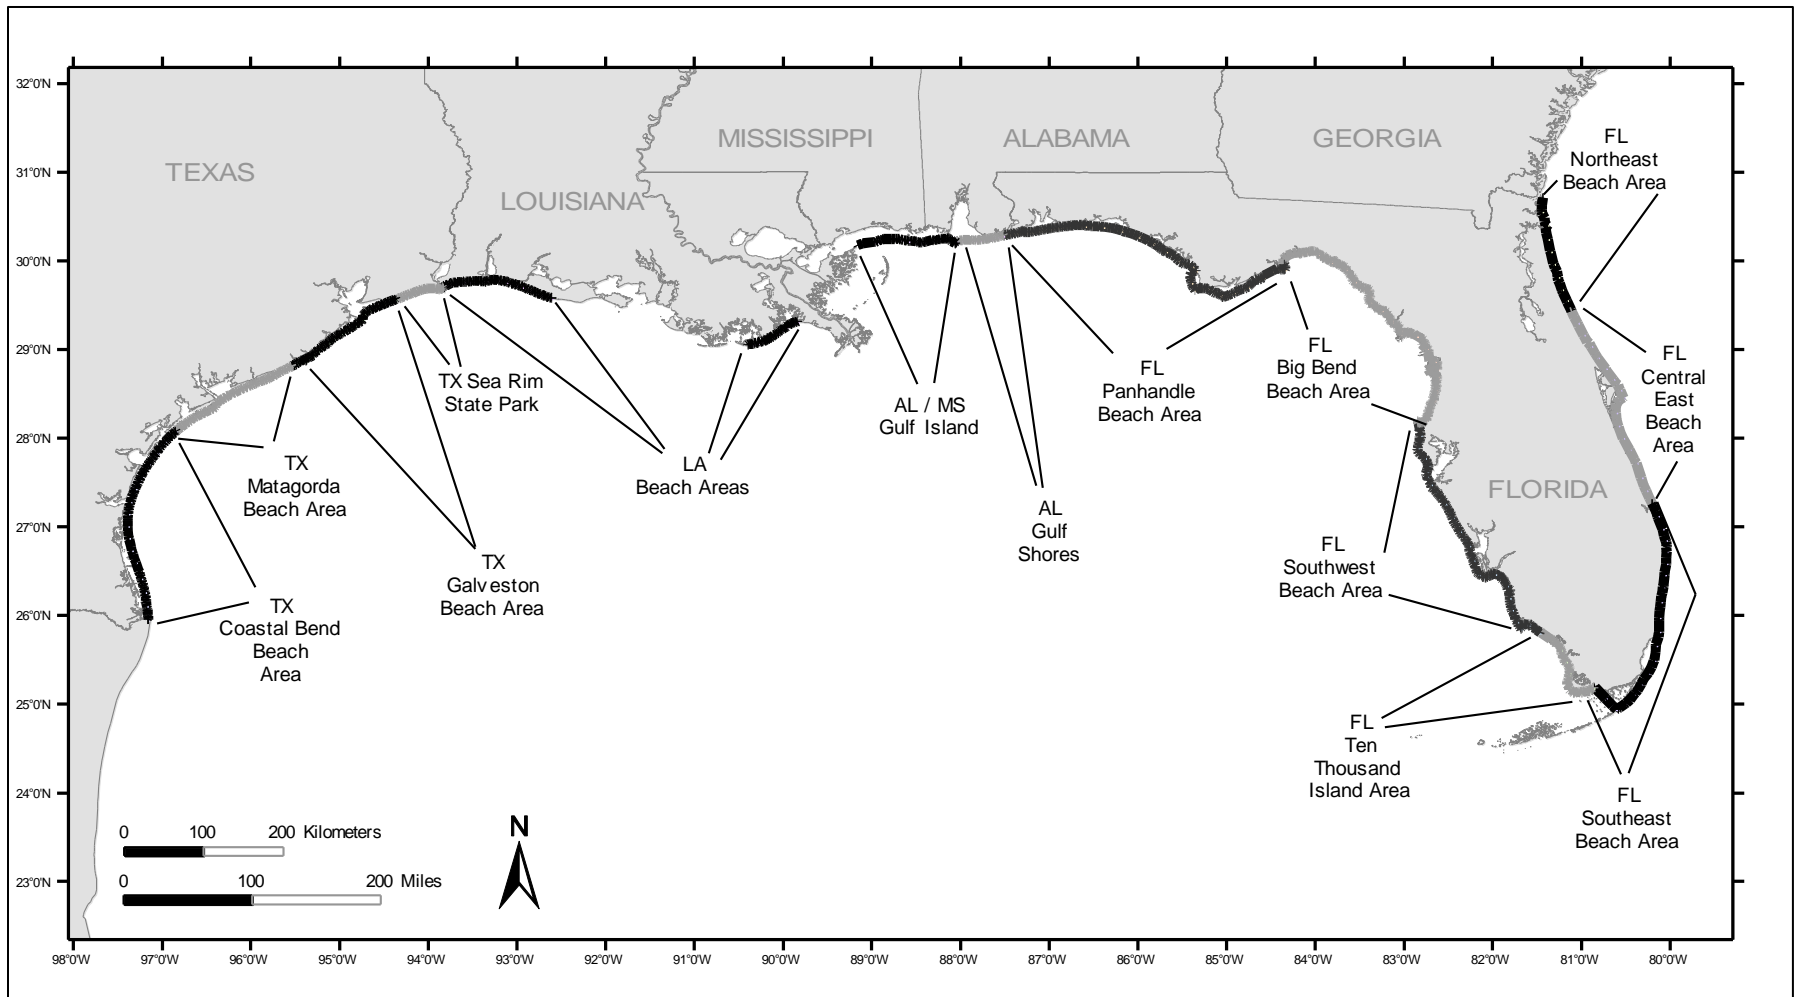 32°0'N
31°0'N
30°0'N
29°0'N
28°0'N
27°0'N
26°0'N
25°0'N
24°0'N
23°0'N
TEXAS
LOUISIANA
MISSISSIPPI
ALABAMA
GEORGIA
FLORIDA
FL
Northeast
Beach Area
FL
Central
East
Beach
Area
FL
Big Bend
Beach Area
FL
Panhandle
Beach Area
TX Sea Rim
State Park
AL / MS
Gulf Island
LA
Beach Areas
TX
Matagorda
Beach Area
AL
Gulf
Shores
FL
Southwest
Beach Area
TX
Galveston
Beach Area
TX
Coastal Bend
Beach
Area
FL
Ten
Thousand
Island Area
FL
Southeast
Beach Area
0 100 200 Kilometers
0 100 200 Miles
N
98°0'W 97°0'W 96°0'W 95°0'W 94°0'W 93°0'W 92°0'W 91°0'W 90°0'W 89°0'W 88°0'W 87°0'W 86°0'W 85°0'W 84°0'W 83°0'W 82°0'W 81°0'W 80°0'W